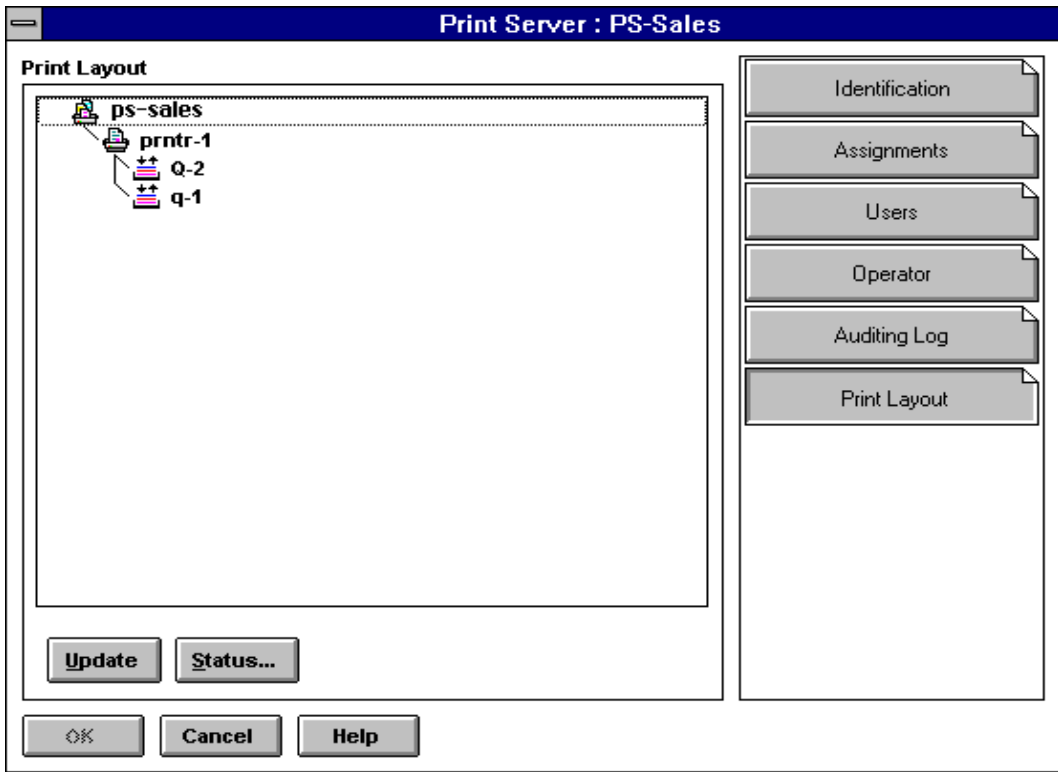 Print Server : PS-Sales
Print Layout
ps-sales
prntr-1
Q-2
q-1
Update
Status...
OK
Cancel
Help
Identification
Assignments
Users
Operator
Auditing Log
Print Layout